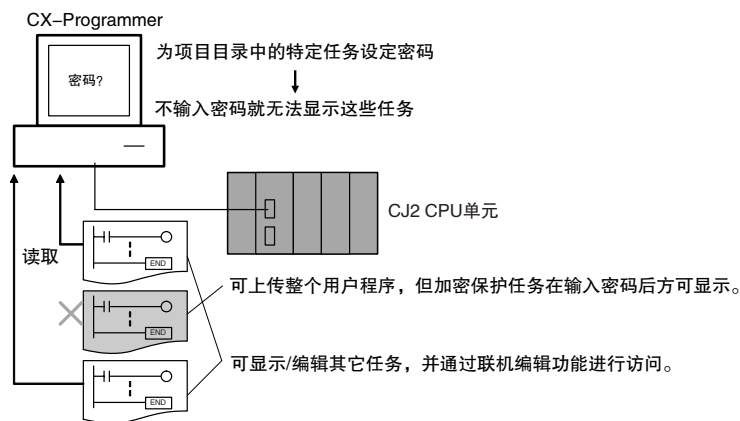 CX–Programmer
为项目目录中的特定任务设定密码
密码?
不输入密码就无法显示这些任务
CJ2 CPU单元
读取
END
可上传整个用户程序，但加密保护任务在输入密码后方可显示。
END
可显示/编辑其它任务，并通过联机编辑功能进行访问。
END